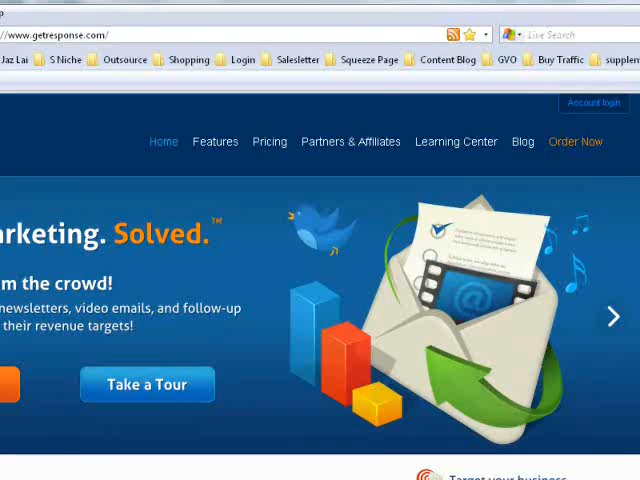 p
//www.getresponse.com/
Live Search
Jaz Lai S Niche Outsource Shopping Login Salesletter Squeeze Page Content Blog GVO Buy Traffic supplem
Account login
Home Features Pricing Partners & Affiliates Learning Center Blog Order Now
arketing. Solved.™
m the crowd!
newsletters, video emails, and follow-up
their revenue targets!
@
Take a Tour
Target your business